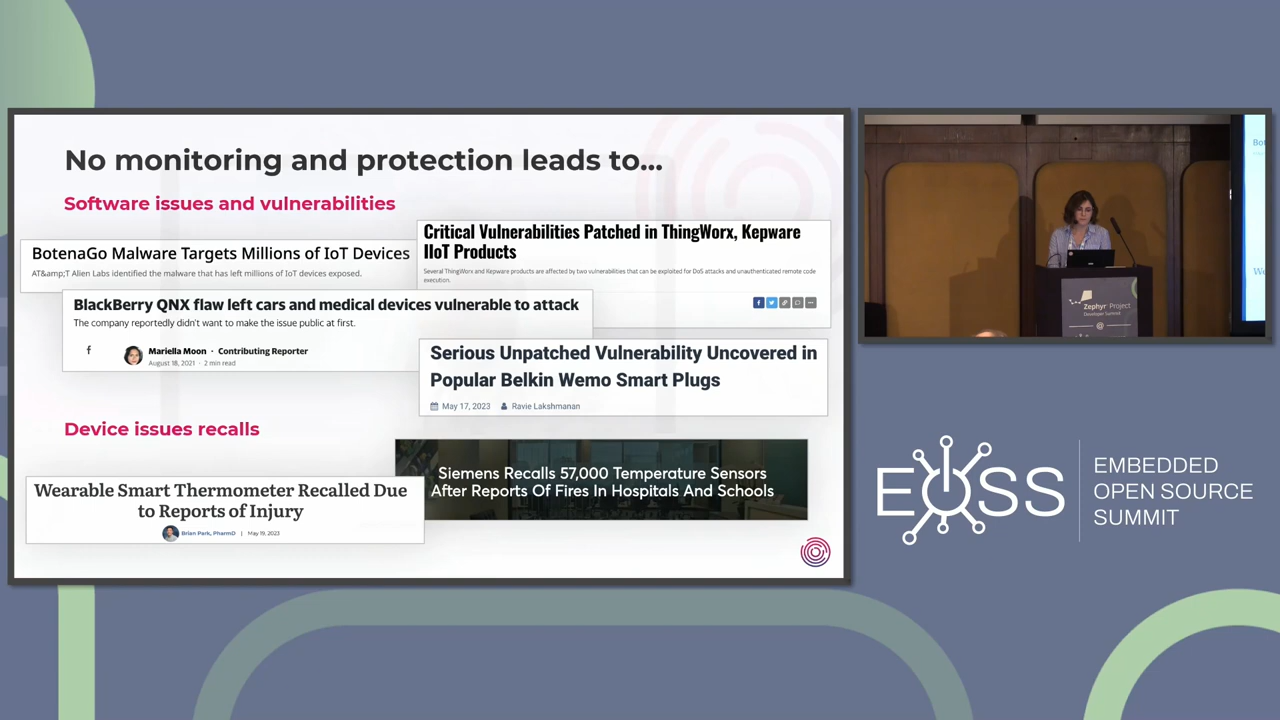 No monitoring and protection leads to...
Software issues and vulnerabilities
BotenaGo Malware Targets Millions of IoT Devices
AT&amp;T Alien Labs identified the malware that has left millions of IoT devices exposed.
Critical Vulnerabilities Patched in ThingWorx, Kepware
IIoT Products
Several ThingWorx and Kepware products are affected by two vulnerabilities that can be exploited for DoS attacks and unauthenticated remote code
execution.
BlackBerry QNX flaw left cars and medical devices vulnerable to attack
The company reportedly didn't want to make the issue public at first.
Mariella Moon · Contributing Reporter
August 18, 2021 · 2 min read
Serious Unpatched Vulnerability Uncovered in
Popular Belkin Wemo Smart Plugs
May 17, 2023 Ravie Lakshmanan
Device issues recalls
Siemens Recalls 57,000 Temperature Sensors
After Reports Of Fires In Hospitals And Schools
Wearable Smart Thermometer Recalled Due
to Reports of Injury
Brian Park, PharmD | May 19, 2023
Zephyr Project
Developer Summit
@
EOSS
EMBEDDED
OPEN SOURCE
SUMMIT